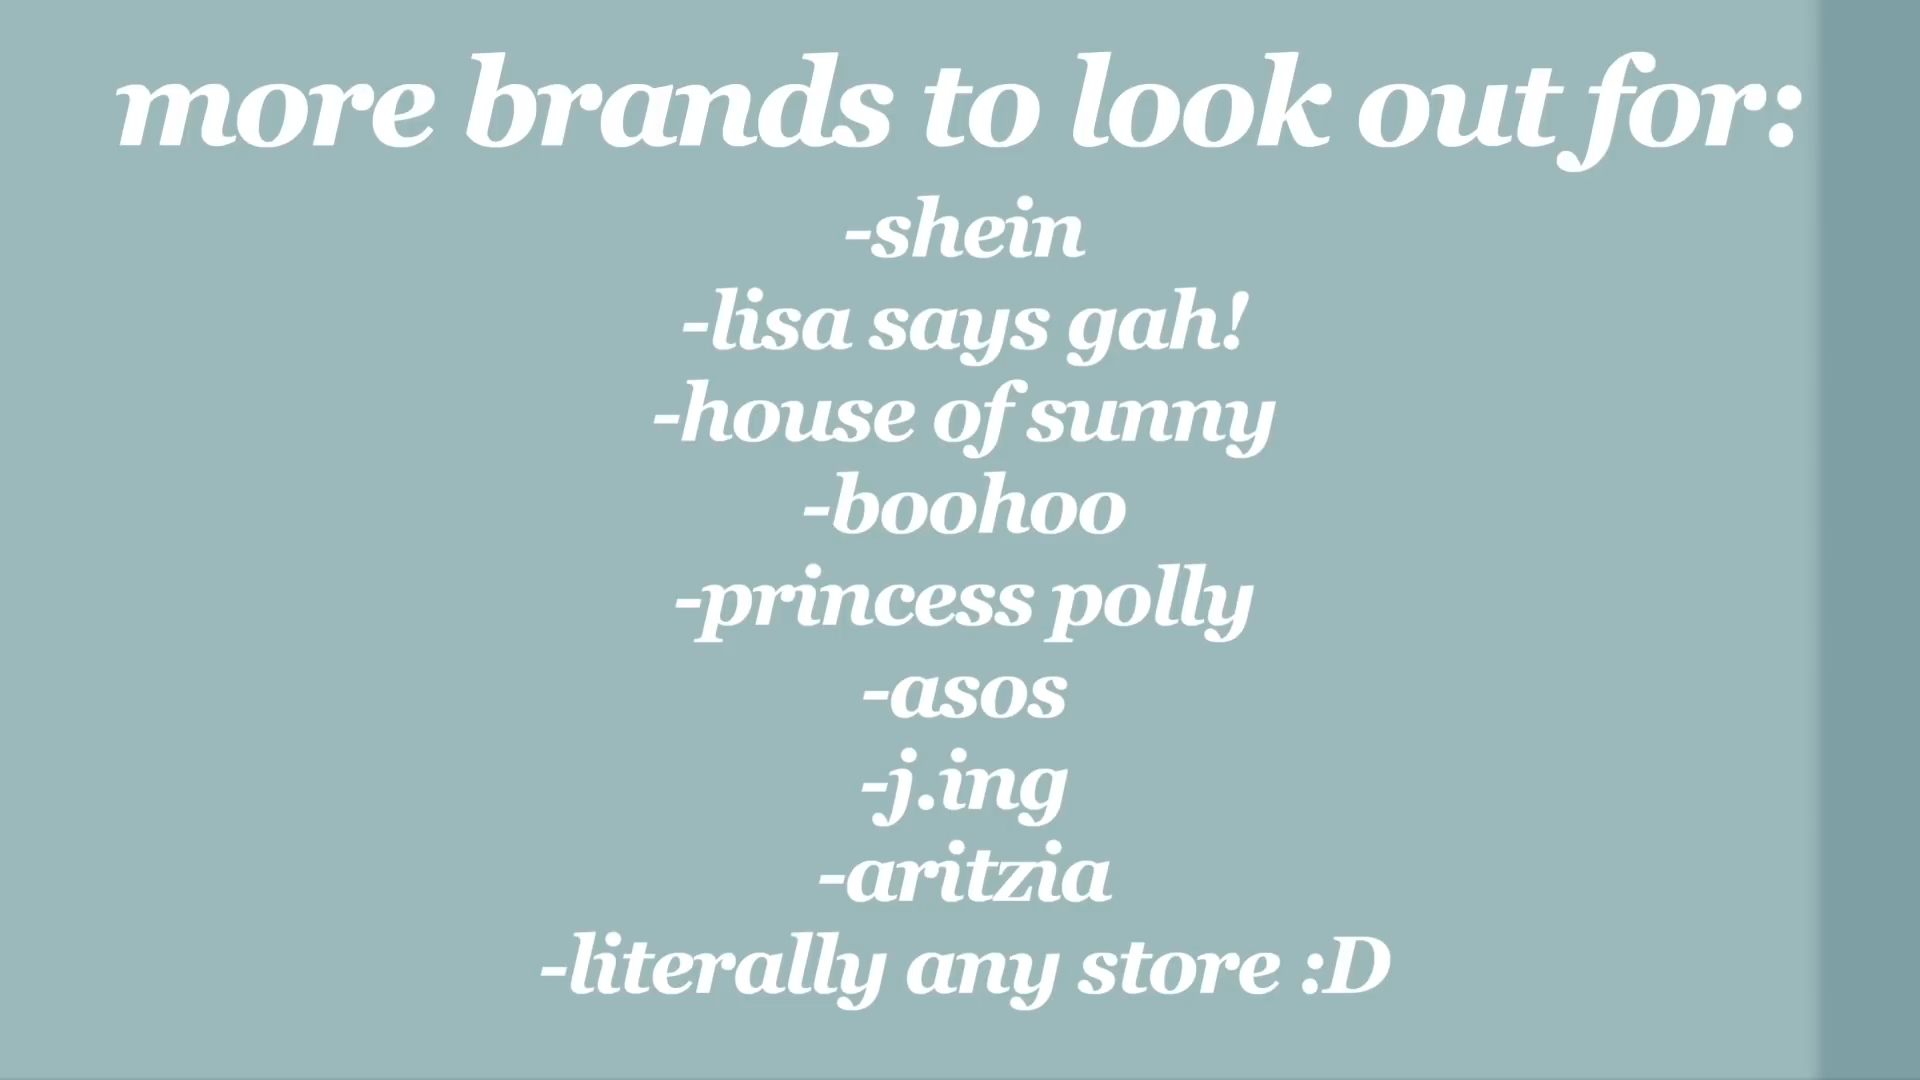 more brands to look out for:
-shein
-lisa says gah!
-house of sunny
-boohoo
-princess polly
-asos
-j.ing
-aritzia
-literally any store :D